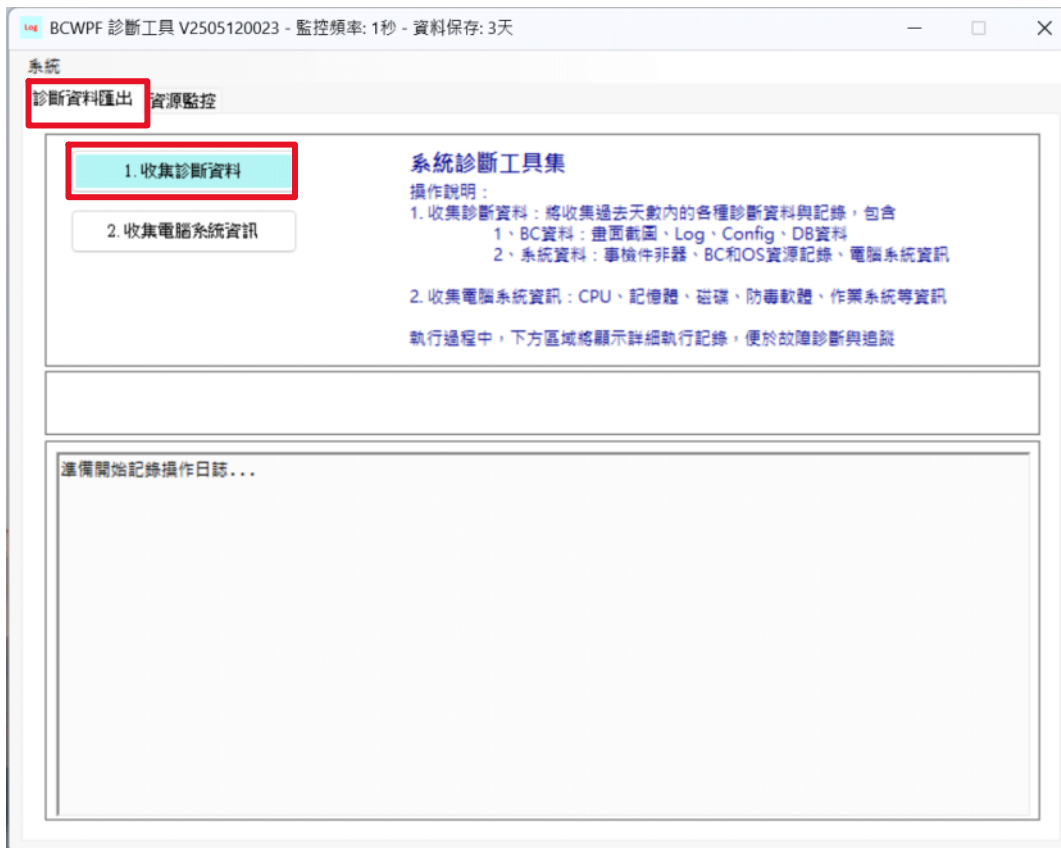 Log BCWPF 診斷工具 V2505120023 - 監控頻率: 1秒 - 資料保存: 3天
系統
診斷資料匯出 資源監控
1. 收集診斷資料
2. 收集電腦系統資訊
系統診斷工具集
操作說明：
1. 收集診斷資料：將收集過去天數內的各種診斷資料與記錄，包含
1、BC資料：畫面截圖、Log、Config、DB資料
2、系統資料：事檢件非器、BC和OS資源記錄、電腦系統資訊
2. 收集電腦系統資訊：CPU、記憶體、磁碟、防毒軟體、作業系統等資訊
執行過程中，下方區域將顯示詳細執行記錄，便於故障診斷與追蹤
準備開始記錄操作日誌...